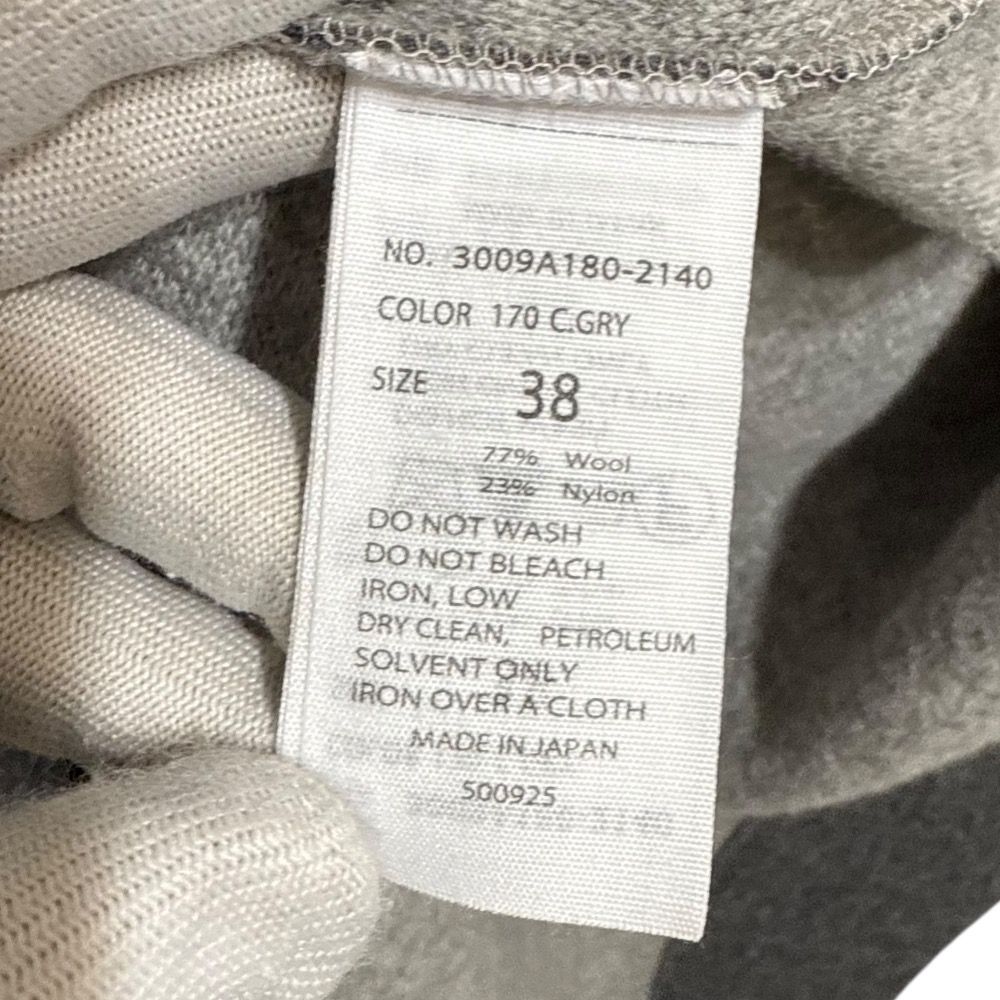 NO. 3009A180-2140
COLOR 170 C.GRY
SIZE 38
77% Wool
23% Nylon
DO NOT WASH
DO NOT BLEACH
IRON, LOW
DRY CLEAN, PETROLEUM
SOLVENT ONLY
IRON OVER A CLOTH
MADE IN JAPAN
500925